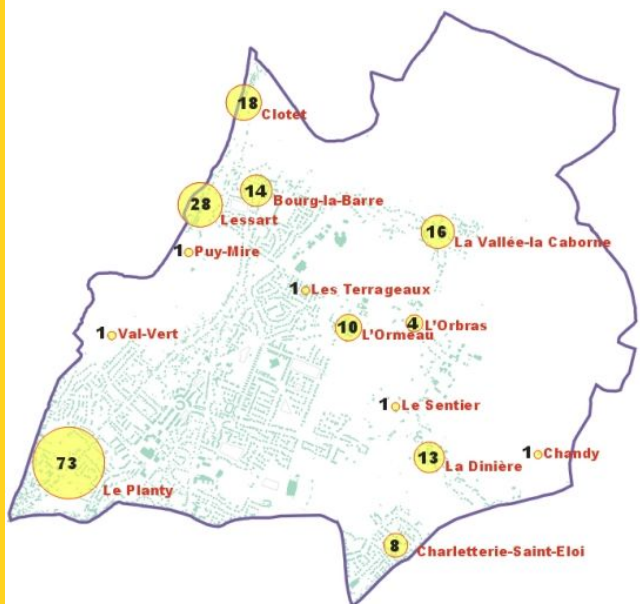 18 Clotet
14 Bourg-la-Barre
28 Lessart
16 La Vallée-la Caborne
1 Puy-Mire
1 Les Terrageaux
10 L'Ormeau
4 L'Orbras
1 Val-Vert
1 Le Sentier
13 La Dinière
1 Chandy
73 Le Planty
8 Charletterie-Saint-Eloi